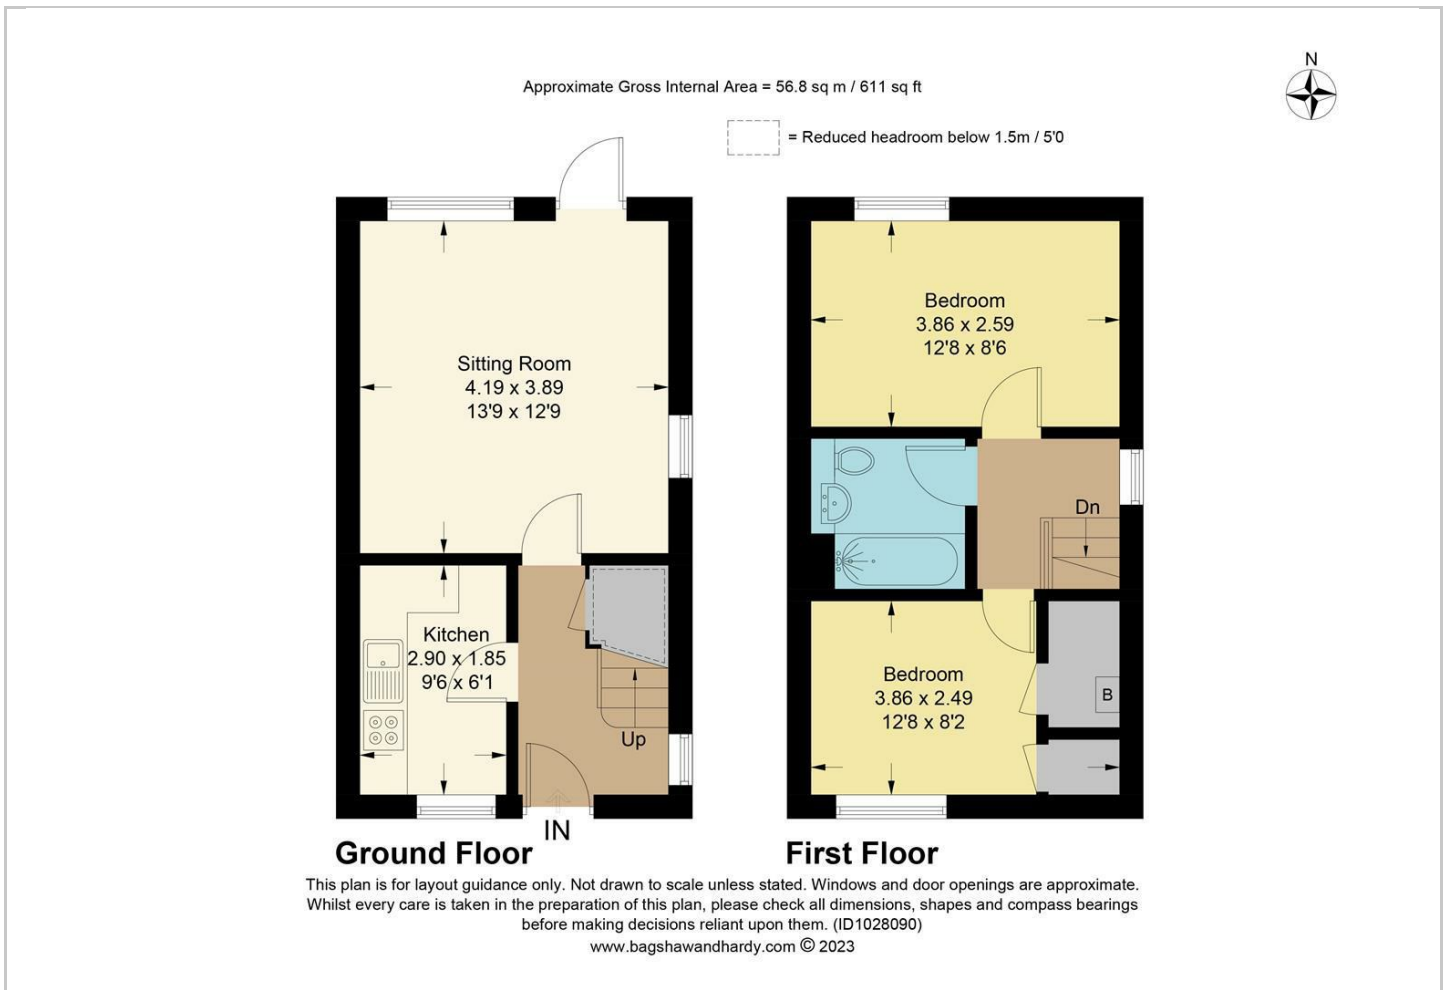 N
Approximate Gross Internal Area = 56.8 sq m / 611 sq ft
= Reduced headroom below 1.5m / 5'0
Sitting Room
4.19 x 3.89
13'9 x 12'9
Kitchen
2.90 x 1.85
9'6 x 6'1
Up
IN
Ground Floor
Bedroom
3.86 x 2.59
12'8 x 8'6
Dn
Bedroom
3.86 x 2.49
12'8 x 8'2
B
First Floor
This plan is for layout guidance only. Not drawn to scale unless stated. Windows and door openings are approximate.
Whilst every care is taken in the preparation of this plan, please check all dimensions, shapes and compass bearings
before making decisions reliant upon them. (ID1028090)
www.bagshawandhardy.com © 2023